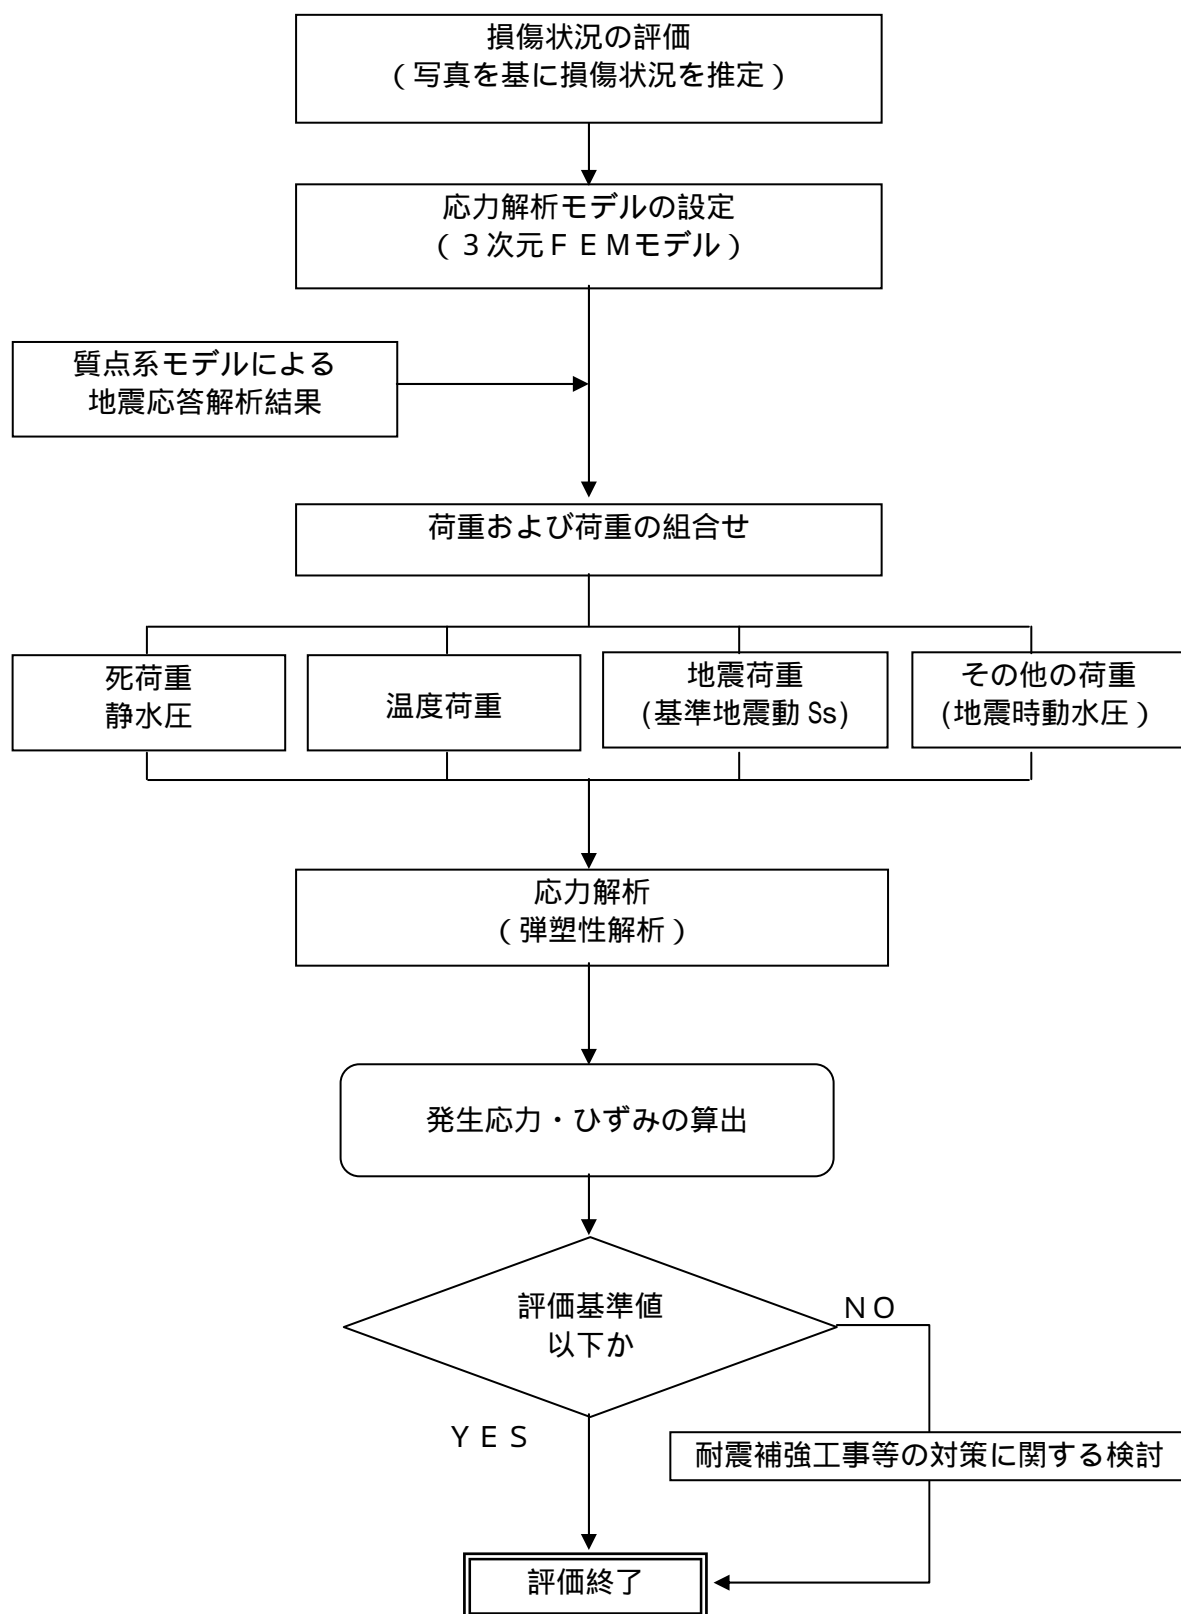 損傷状況の評価
（写真を基に損傷状況を推定）
応力解析モデルの設定
（３次元ＦＥＭモデル）
質点系モデルによる
地震応答解析結果
荷重および荷重の組合せ
死荷重
静水圧
温度荷重
地震荷重
(基準地震動 Ss)
その他の荷重
(地震時動水圧）
応力解析
（弾塑性解析）
発生応力・ひずみの算出
評価基準値
以下か
ＮＯ
ＹＥＳ
耐震補強工事等の対策に関する検討
評価終了